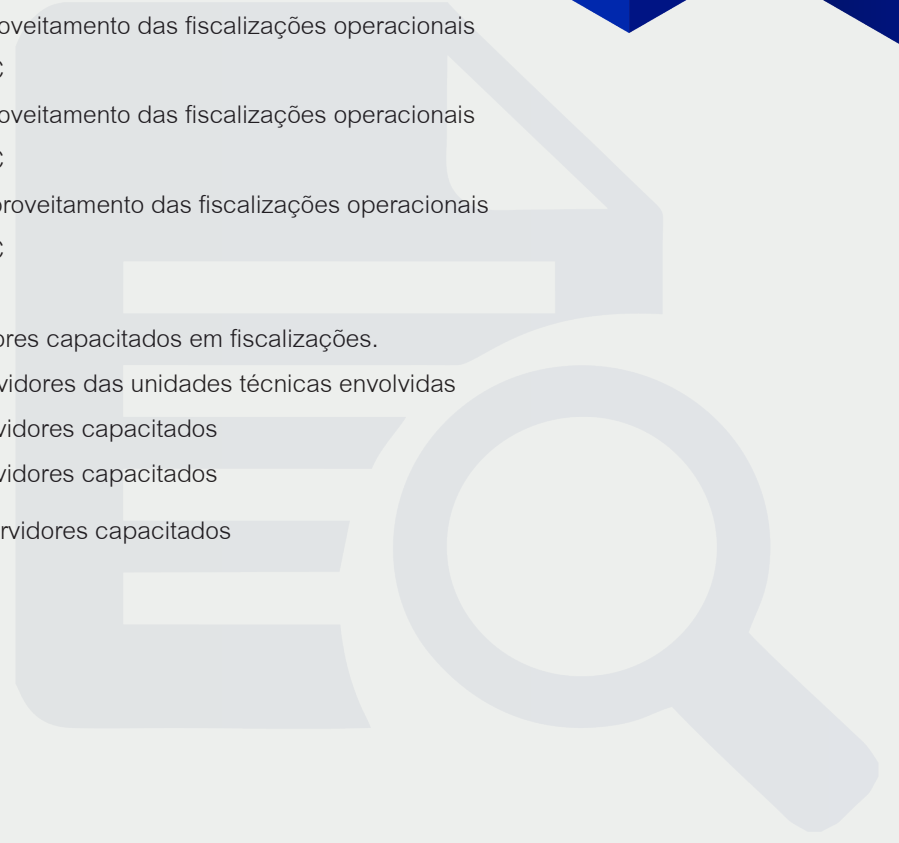 oveitamento das fiscalizações operacionais
C
oveitamento das fiscalizações operacionais
C
proveitamento das fiscalizações operacionais
C
ores capacitados em fiscalizações.
vidores das unidades técnicas envolvidas
vidores capacitados
vidores capacitados
rvidores capacitados